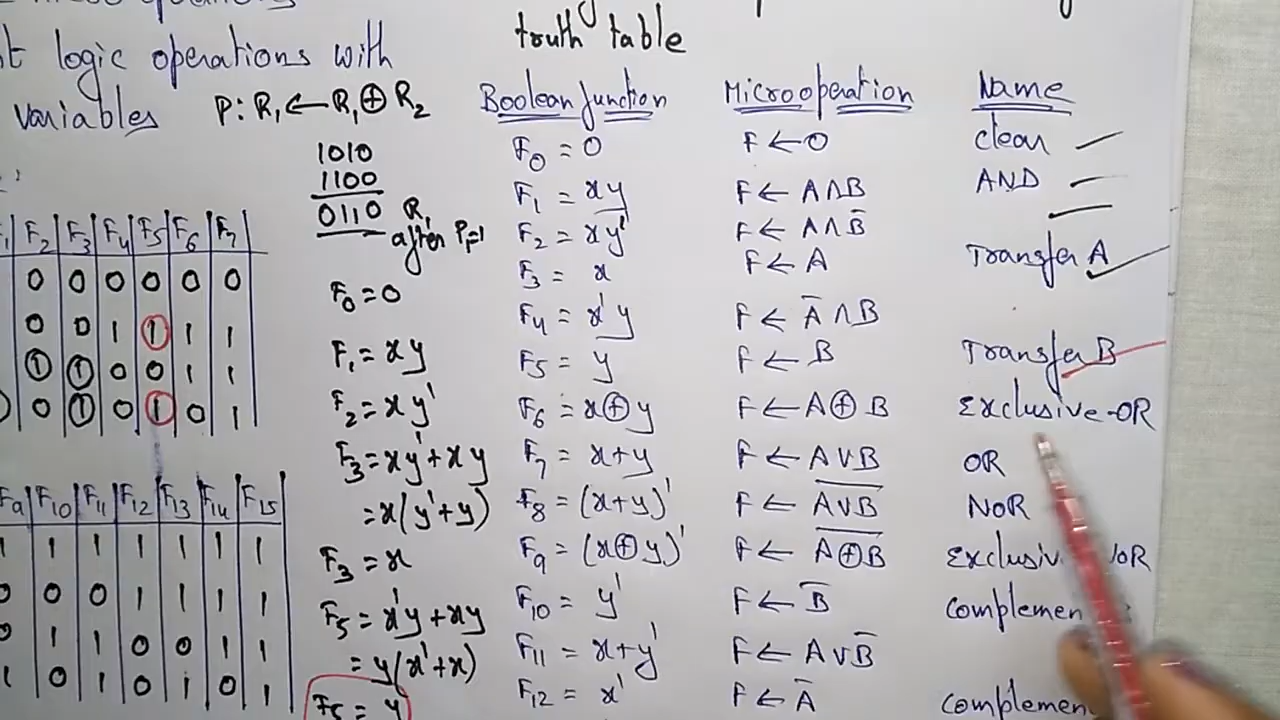 t logic operations with
variables P: R₁ ← R₁ ⊕ R₂
1010
1100
0110 R₁
after P=1
F₂ F₃ F₄ F₅ F₆ F₇
0 0 0 0 0 0
0 0 1 1 1 1
1 1 0 0 1 1
0 1 0 1 0 1
F₉ F₁₀ F₁₁ F₁₂ F₁₃ F₁₄ F₁₅
1 1 1 1 1 1 1
0 0 0 1 1 1 1
0 1 1 0 0 1 1
1 0 1 0 1 0 1
F₀ = 0
F₁ = xy
F₂ = xy'
F₃ = xy' + xy
= x(y' + y)
F₃ = x
F₅ = x'y + xy
= y(x' + x)
F₅ = y
truth table
Boolean function Microoperation Name
F₀ = 0 F ← 0 clear
F₁ = xy F ← A∧B AND
F₂ = xy' F ← A∧B̅
F₃ = x F ← A Transfer A
F₄ = x'y F ← A̅∧B
F₅ = y F ← B Transfer B
F₆ = x⊕y F ← A⊕B Exclusive-OR
F₇ = x+y F ← A∨B OR
F₈ = (x+y)' F ← A̅∨̅B̅ NOR
F₉ = (x⊕y)' F ← A̅⊕̅B̅
F₁₀ = y' F ← B̅
F₁₁ = x+y' F ← A∨B̅
F₁₂ = x' F ← A̅